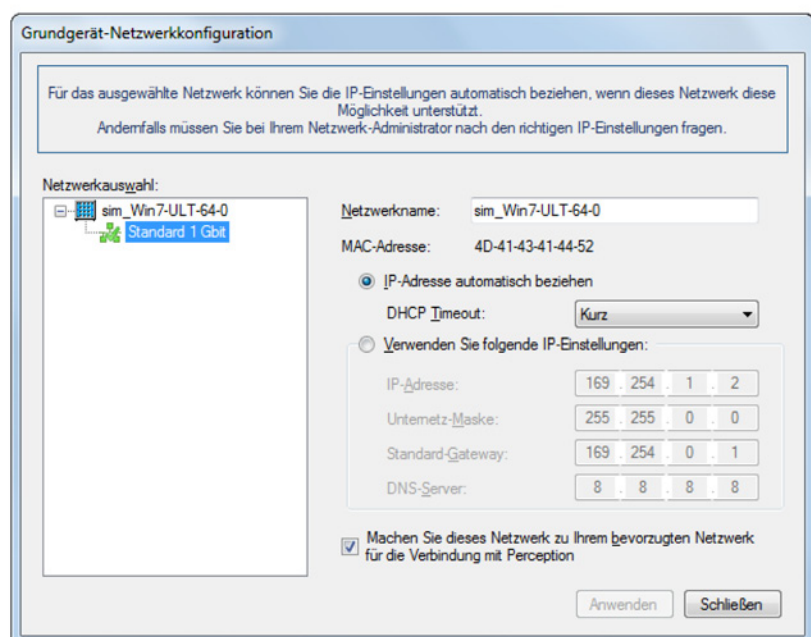 Grundgerät-Netzwerkkonfiguration
Für das ausgewählte Netzwerk können Sie die IP-Einstellungen automatisch beziehen, wenn dieses Netzwerk diese
Möglichkeit unterstützt.
Andernfalls müssen Sie bei Ihrem Netzwerk-Administrator nach den richtigen IP-Einstellungen fragen.
Netzwerkauswahl:
sim_Win7-ULT-64-0
Standard 1 Gbit
Netzwerkname: sim_Win7-ULT-64-0
MAC-Adresse: 4D-41-43-41-44-52
IP-Adresse automatisch beziehen
DHCP Timeout: Kurz
Verwenden Sie folgende IP-Einstellungen:
IP-Adresse: 169 . 254 . 1 . 2
Unternetz-Maske: 255 . 255 . 0 . 0
Standard-Gateway: 169 . 254 . 0 . 1
DNS-Server: 8 . 8 . 8 . 8
Machen Sie dieses Netzwerk zu Ihrem bevorzugten Netzwerk
für die Verbindung mit Perception
Anwenden Schließen